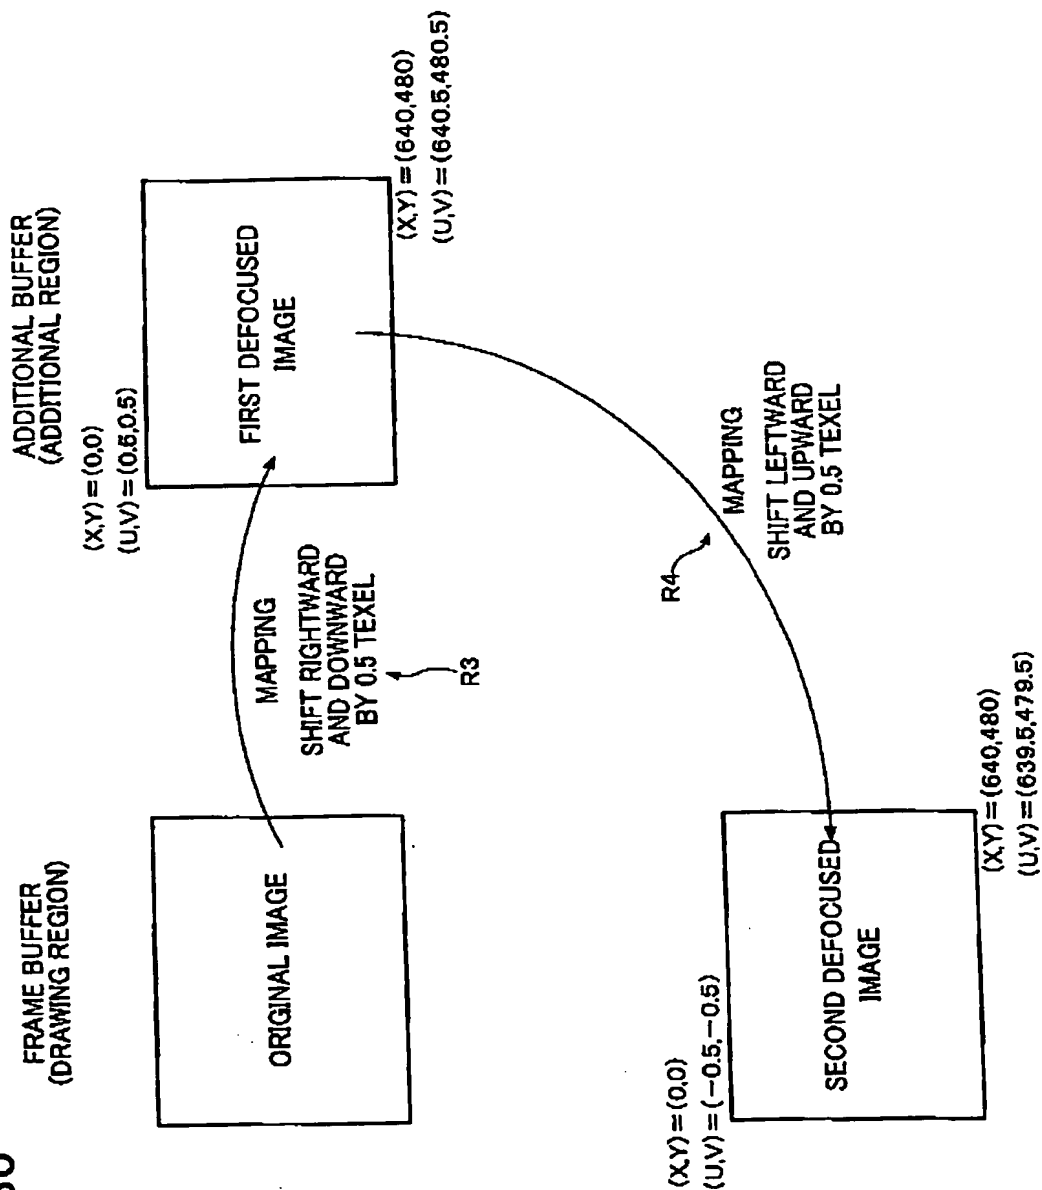 FRAME BUFFER
(DRAWING REGION)
ORIGINAL IMAGE
MAPPING
SHIFT RIGHTWARD
AND DOWNWARD
BY 0.5 TEXEL
R3
ADDITIONAL BUFFER
(ADDITIONAL REGION)
(X,Y)=(0,0)
(U,V)=(0.5,0.5)
FIRST DEFOCUSED
IMAGE
(X,Y)=(640,480)
(U,V)=(640.5,480.5)
R4
MAPPING
SHIFT LEFTWARD
AND UPWARD
BY 0.5 TEXEL
(X,Y)=(0,0)
(U,V)=(−0.5,−0.5)
SECOND DEFOCUSED
IMAGE
(X,Y)=(640,480)
(U,V)=(639.5,479.5)